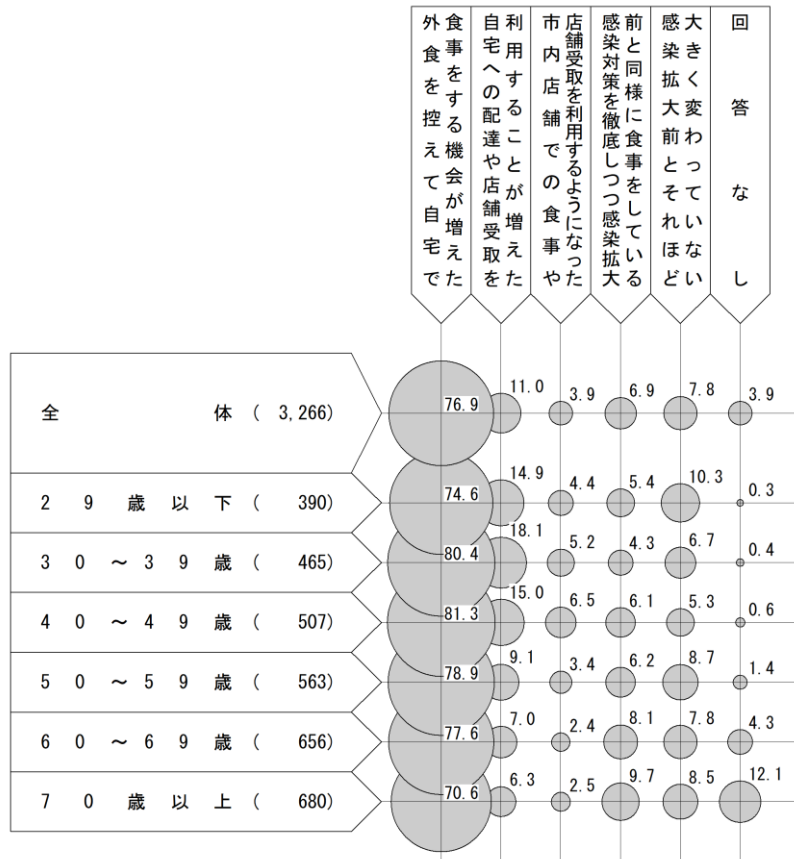 外食を控えて自宅で
食事をする機会が増えた
自宅への配達や店舗受取を
利用することが増えた
市内店舗での食事や
店舗受取を利用するようになった
感染対策を徹底しつつ感染拡大
前と同様に食事をしている
感染拡大前とそれほど
大きく変わっていない
回答なし
全体 ( 3,266)
76.9 11.0 3.9 6.9 7.8 3.9
29歳以下 ( 390)
74.6 14.9 4.4 5.4 10.3 0.3
30～39歳 ( 465)
80.4 18.1 5.2 4.3 6.7 0.4
40～49歳 ( 507)
81.3 15.0 6.5 6.1 5.3 0.6
50～59歳 ( 563)
78.9 9.1 3.4 6.2 8.7 1.4
60～69歳 ( 656)
77.6 7.0 2.4 8.1 7.8 4.3
70歳以上 ( 680)
70.6 6.3 2.5 9.7 8.5 12.1